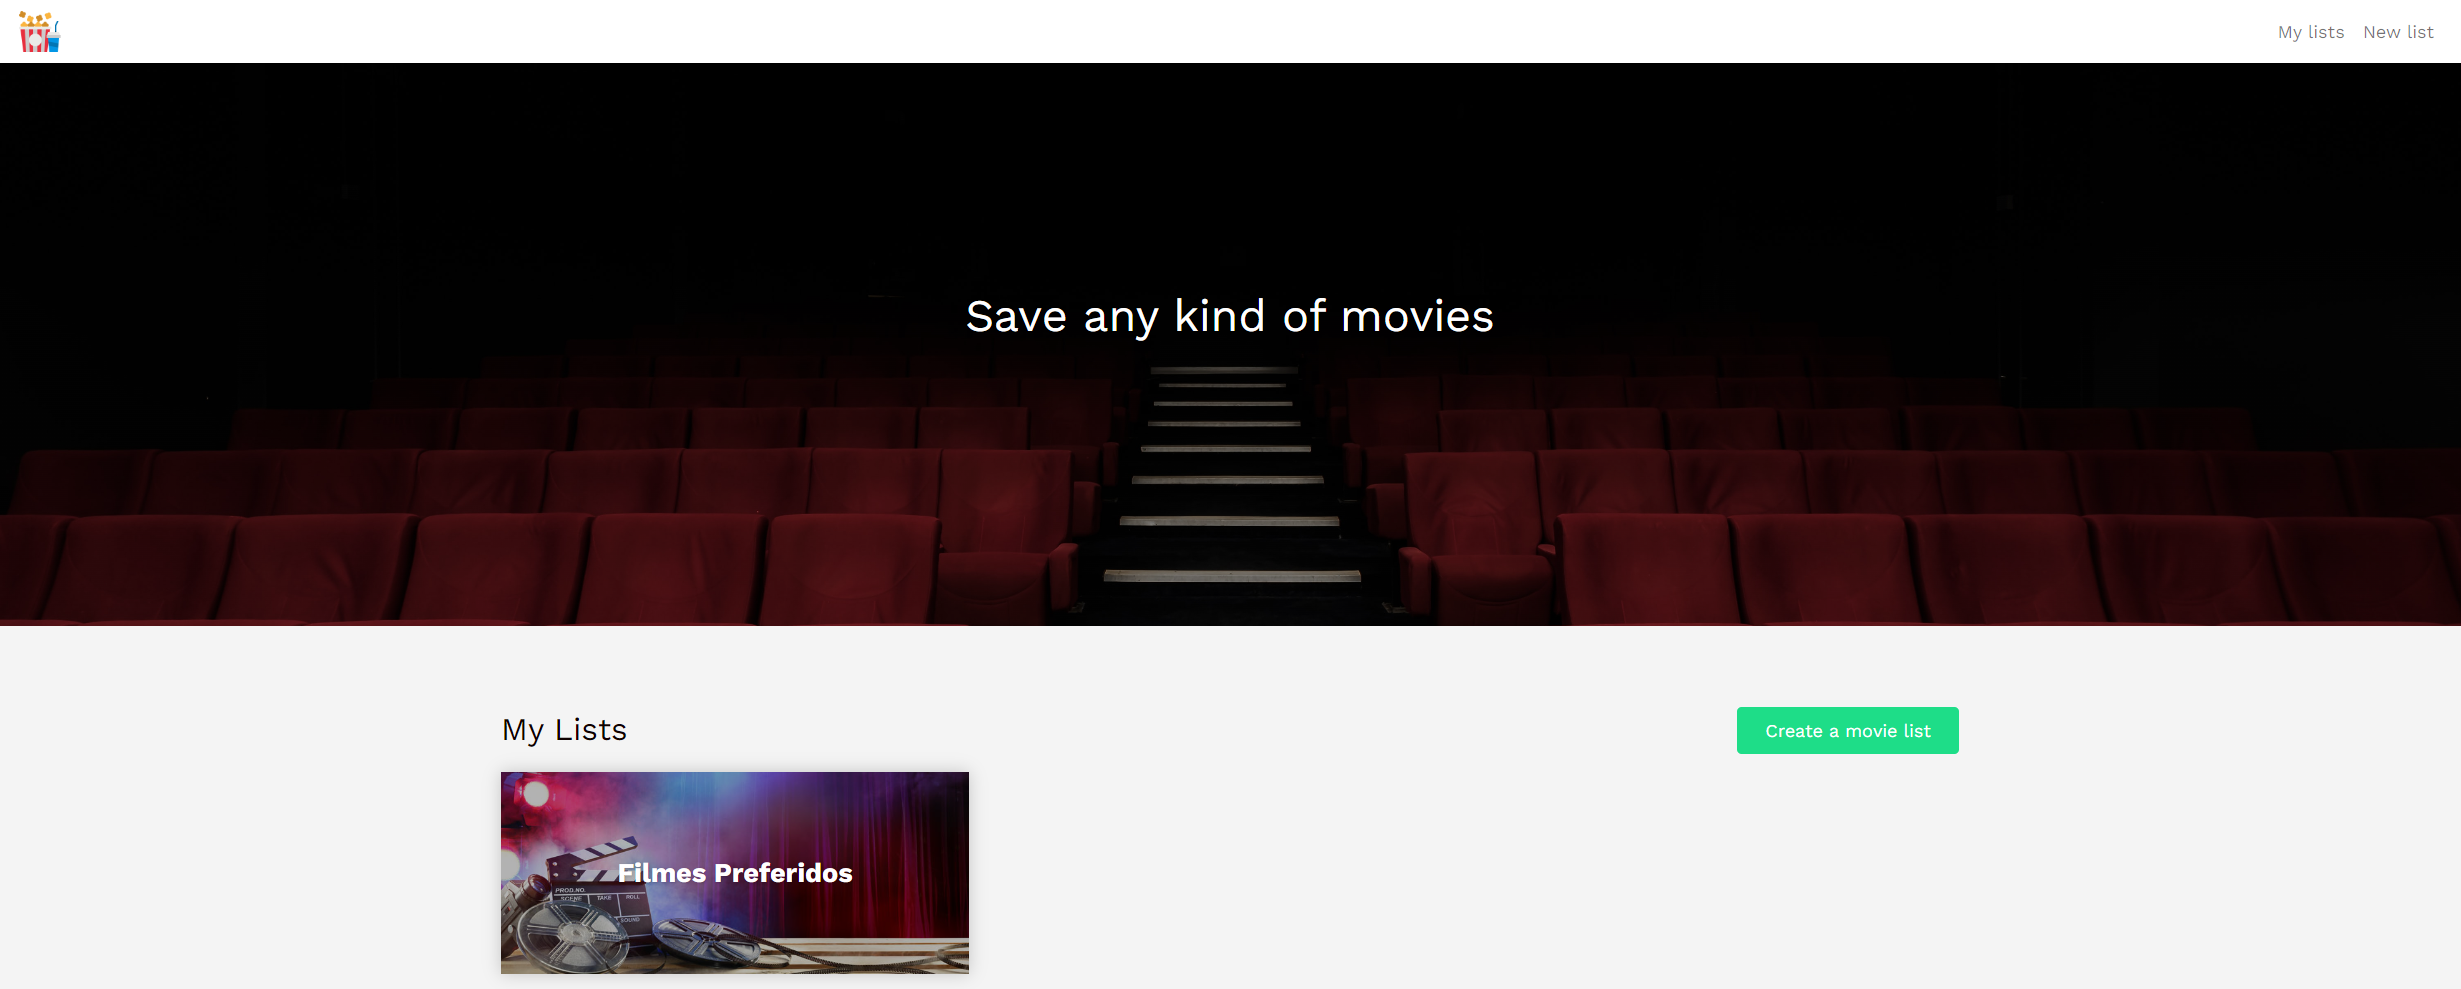 My lists New list
Save any kind of movies
My Lists
Create a movie list
Filmes Preferidos
PROD.NO.
SCENE TAKE ROLL
SOUND